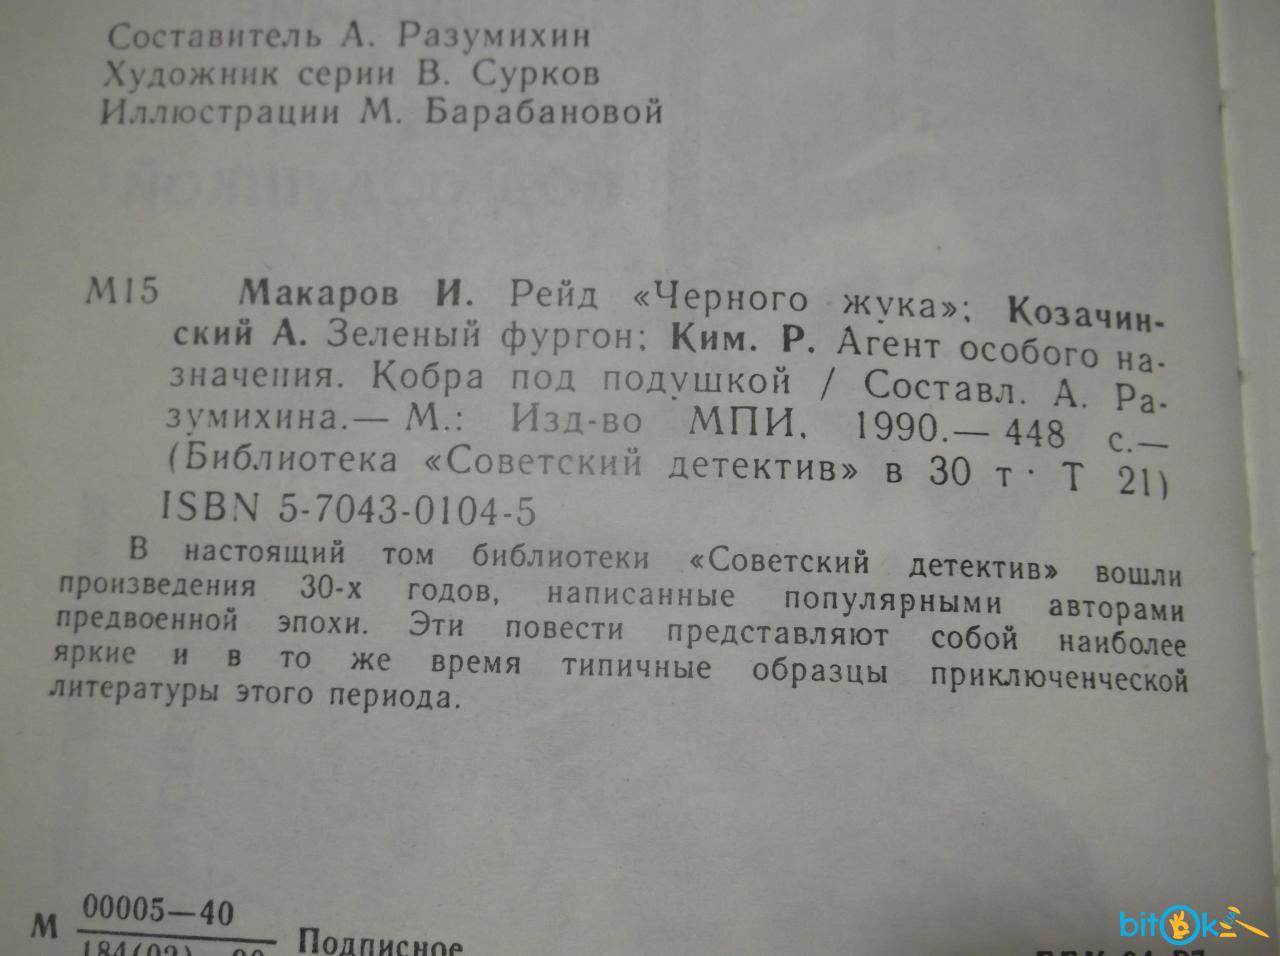 Составитель А. Разумихин
Художник серии В. Сурков
Иллюстрации М. Барабановой
М15 Макаров И. Рейд «Черного жука»; Козачин-
ский А. Зеленый фургон; Ким. Р. Агент особого на-
значения. Кобра под подушкой / Составл. А. Ра-
зумихина.— М.: Изд-во МПИ, 1990.— 448 с.—
(Библиотека «Советский детектив» в 30 т. Т 21)
ISBN 5-7043-0104-5
В настоящий том библиотеки «Советский детектив» вошли
произведения 30-х годов, написанные популярными авторами
предвоенной эпохи. Эти повести представляют собой наиболее
яркие и в то же время типичные образцы приключенческой
литературы этого периода.
М 00005—40
Подписное
bitok